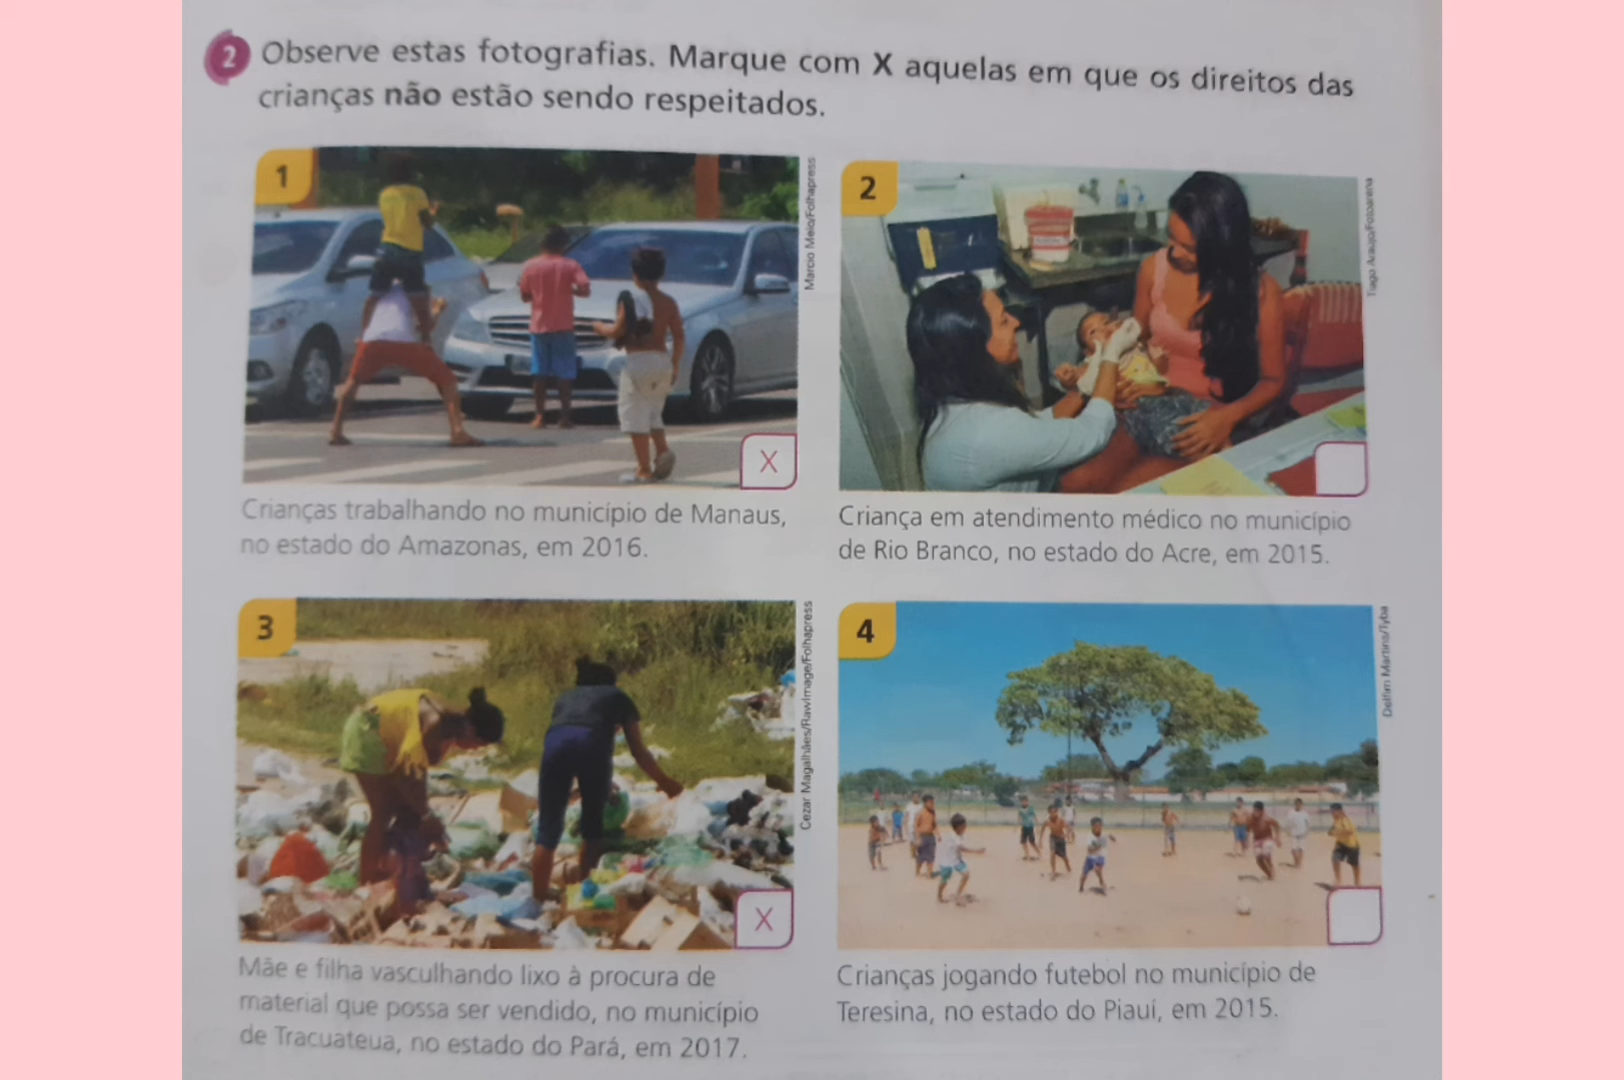 2 Observe estas fotografias. Marque com X aquelas em que os direitos das
crianças não estão sendo respeitados.
1
Marcio Melo/Folhapress
X
Crianças trabalhando no município de Manaus,
no estado do Amazonas, em 2016.
2
Tiago Araújo/Fotoarena
Criança em atendimento médico no município
de Rio Branco, no estado do Acre, em 2015.
3
Cezar Magalhães/RawImage/Folhapress
X
Mãe e filha vasculhando lixo à procura de
material que possa ser vendido, no município
de Tracuateua, no estado do Pará, em 2017.
4
Delfim Martins/Tyba
Crianças jogando futebol no município de
Teresina, no estado do Piauí, em 2015.